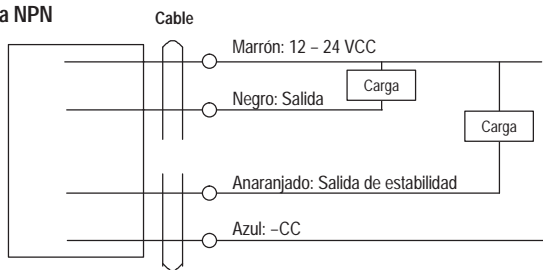 a NPN
Cable
Marrón: 12 – 24 VCC
Carga
Negro: Salida
Carga
Anaranjado: Salida de estabilidad
Azul: –CC